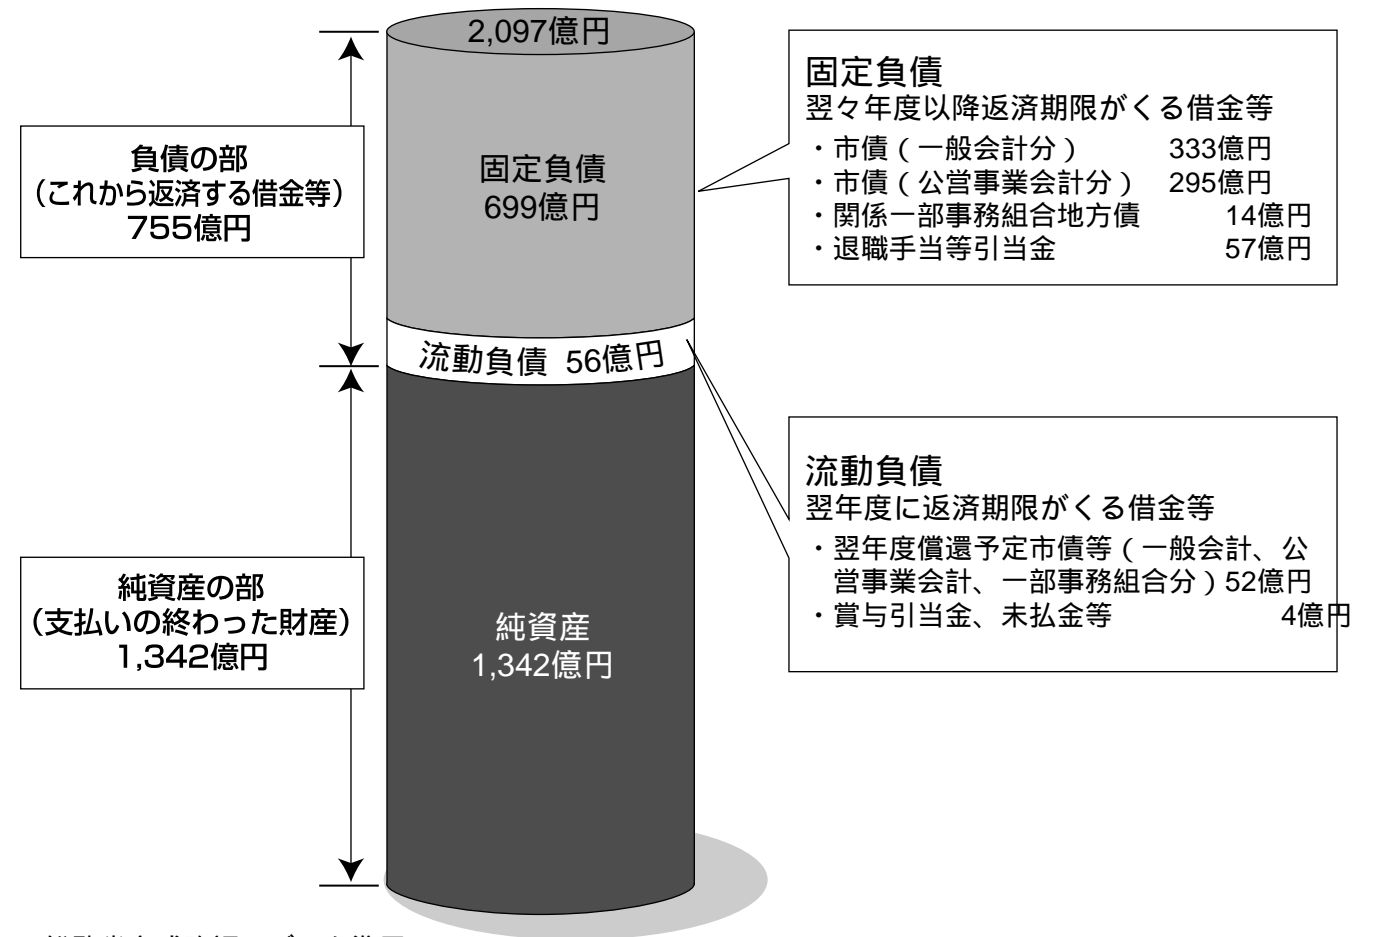 2,097億円
負債の部
（これから返済する借金等）
755億円
固定負債
699億円
流動負債 56億円
純資産の部
（支払いの終わった財産）
1,342億円
純資産
1,342億円
固定負債
翌々年度以降返済期限がくる借金等
・市債（一般会計分） 333億円
・市債（公営事業会計分） 295億円
・関係一部事務組合地方債 14億円
・退職手当等引当金 57億円
流動負債
翌年度に返済期限がくる借金等
・翌年度償還予定市債等（一般会計、公
営事業会計、一部事務組合分）52億円
・賞与引当金、未払金等 4億円